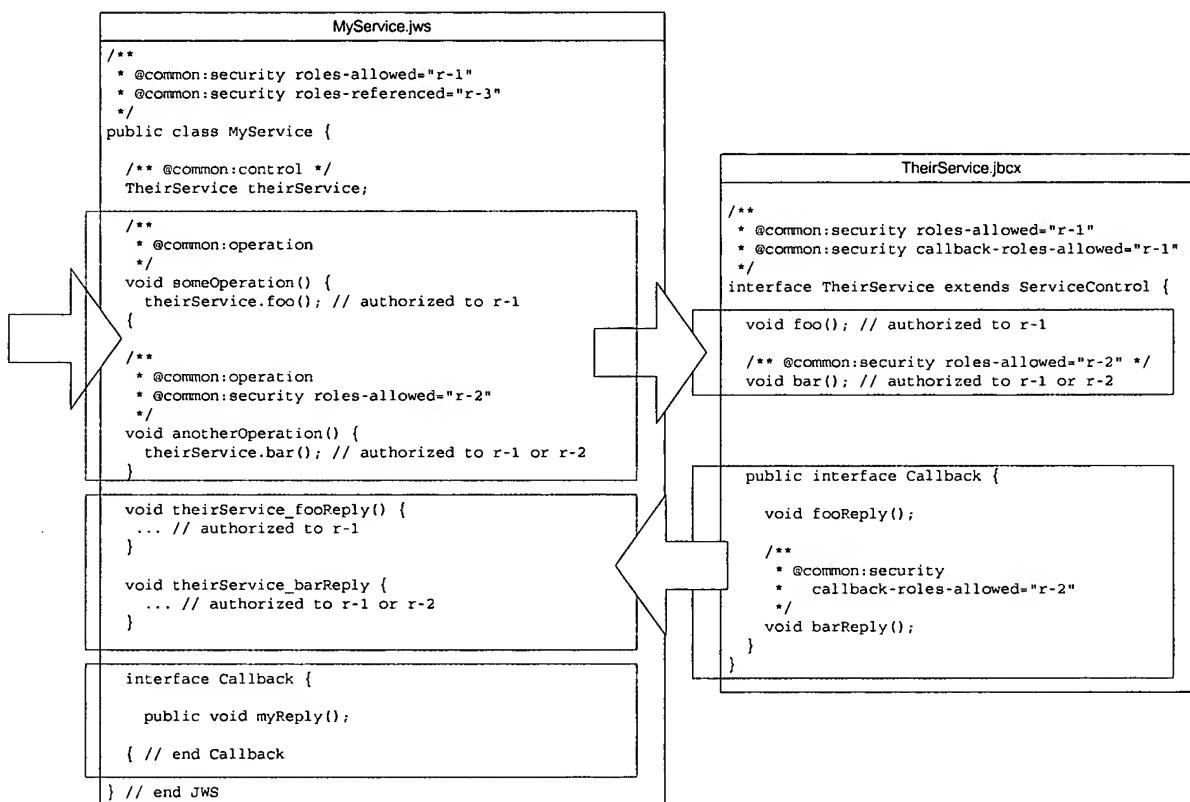 MyService.jws
/**
 * @common:security roles-allowed="r-1"
 * @common:security roles-referenced="r-3"
 */
public class MyService {
/** @common:control */
TheirService theirService;
/**
 * @common:operation
 */
void someOperation() {
theirService.foo(); // authorized to r-1
{
/**
 * @common:operation
 * @common:security roles-allowed="r-2"
 */
void anotherOperation() {
theirService.bar(); // authorized to r-1 or r-2
}
void theirService_fooReply() {
... // authorized to r-1
}
void theirService_barReply {
... // authorized to r-1 or r-2
}
interface Callback {
public void myReply();
{ // end Callback
} // end JWS
TheirService.jbcx
/**
 * @common:security roles-allowed="r-1"
 * @common:security callback-roles-allowed="r-1"
 */
interface TheirService extends ServiceControl {
void foo(); // authorized to r-1
/** @common:security roles-allowed="r-2" */
void bar(); // authorized to r-1 or r-2
public interface Callback {
void fooReply();
/**
 * @common:security
 * callback-roles-allowed="r-2"
 */
void barReply();
}
}